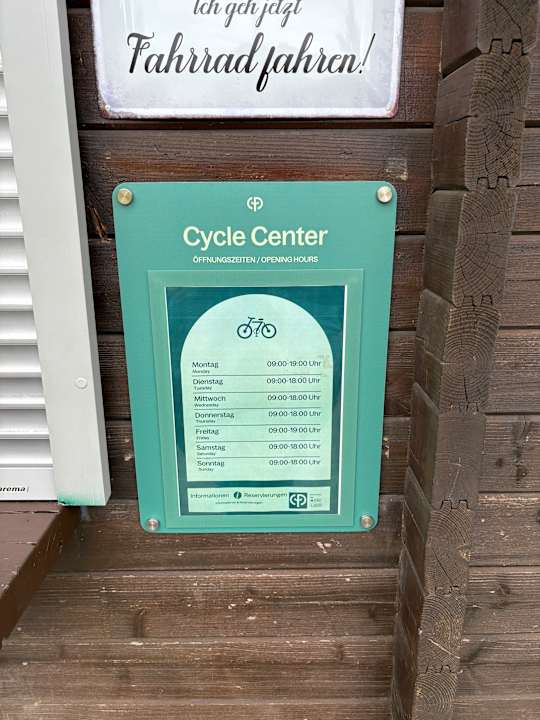 Ich geh jetzt
Fahrrad fahren!
Cycle Center
ÖFFNUNGSZEITEN / OPENING HOURS
Montag 09:00-19:00 Uhr
Monday
Dienstag 09:00-18:00 Uhr
Tuesday
Mittwoch 09:00-18:00 Uhr
Wednesday
Donnerstag 09:00-18:00 Uhr
Thursday
Freitag 09:00-19:00 Uhr
Friday
Samstag 09:00-18:00 Uhr
Saturday
Sonntag 09:00-18:00 Uhr
Sunday
Informationen i Reservierungen
arema